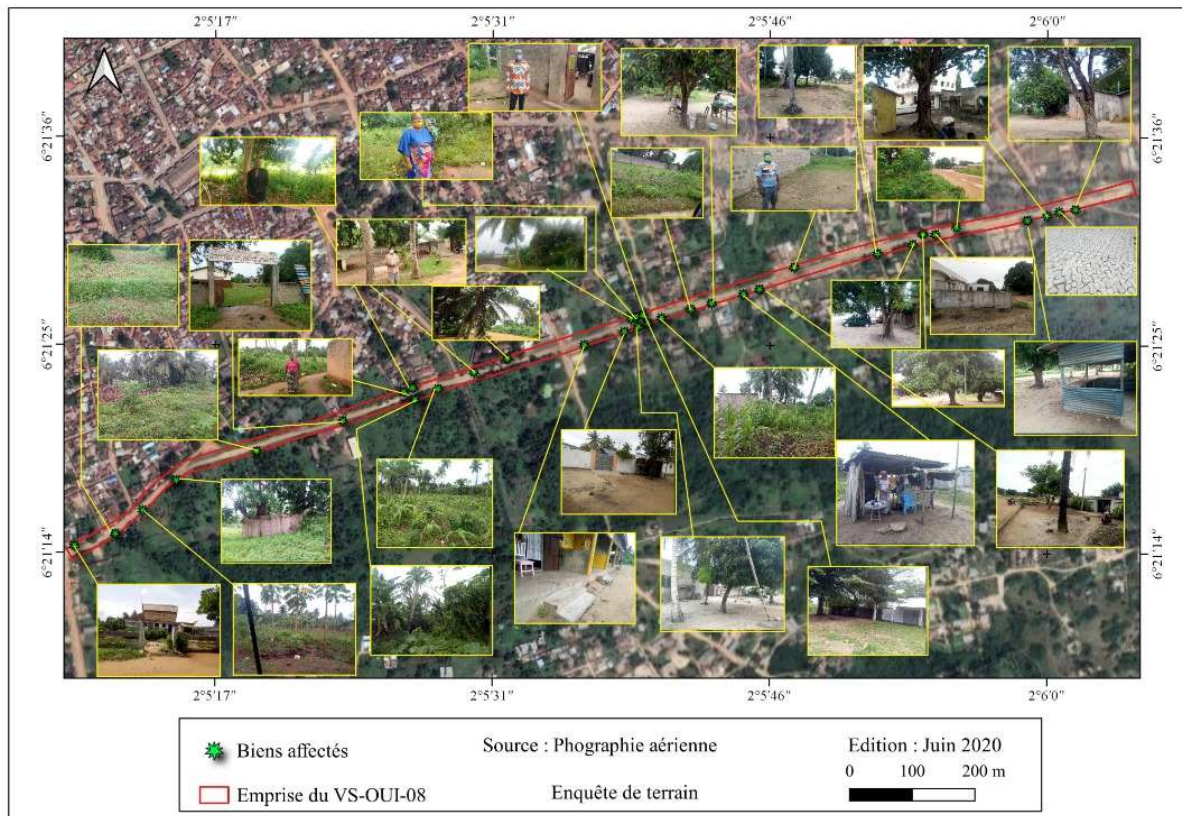 2°5'17" 2°5'31" 2°5'46" 2°6'0"
6°21'36" 6°21'36"
6°21'25" 6°21'25"
6°21'14" 6°21'14"
2°5'17" 2°5'31" 2°5'46" 2°6'0"
Biens affectés Source : Phographie aérienne Edition : Juin 2020
0 100 200 m
Emprise du VS-OUI-08 Enquête de terrain